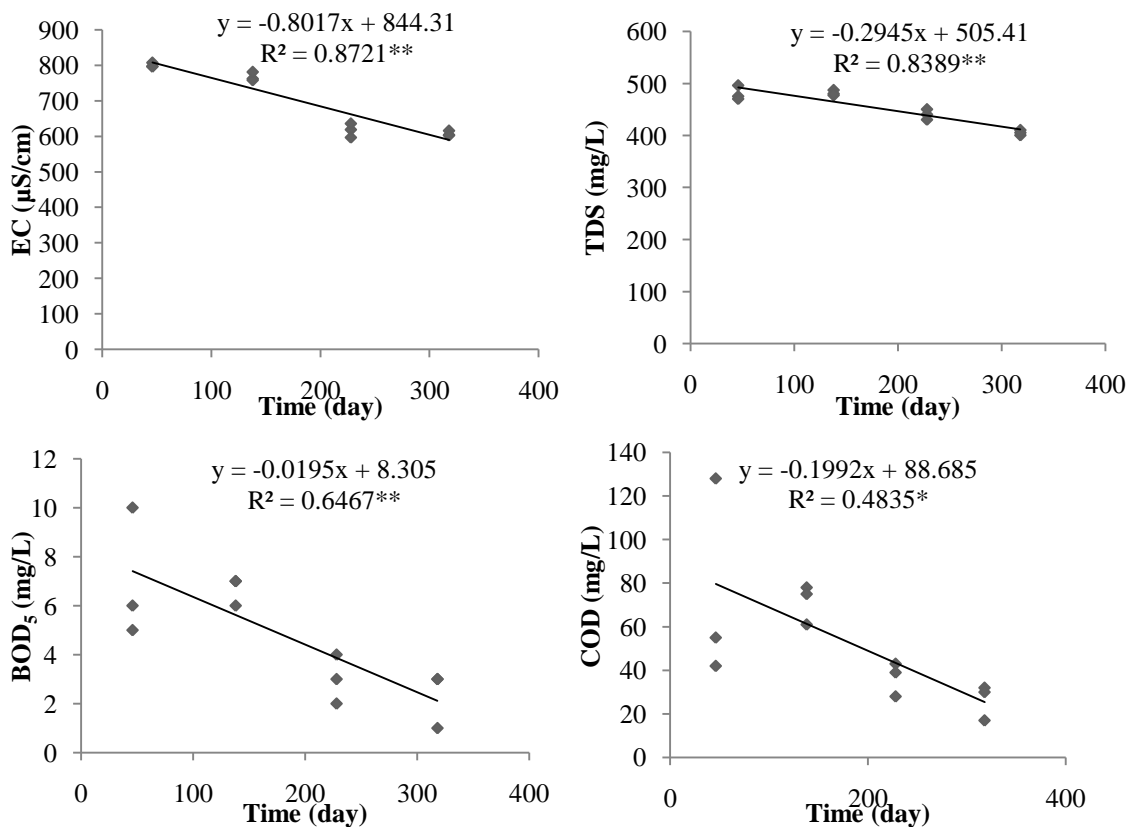 y = -0.8017x + 844.31
R² = 0.8721**
900
800
700
600
500
400
300
200
100
0
EC (µS/cm)
0 100 200 300 400
Time (day)
y = -0.2945x + 505.41
R² = 0.8389**
600
500
400
300
200
100
0
TDS (mg/L)
0 100 200 300 400
Time (day)
y = -0.0195x + 8.305
R² = 0.6467**
12
10
8
6
4
2
0
BOD₅ (mg/L)
0 100 200 300 400
Time (day)
y = -0.1992x + 88.685
R² = 0.4835*
140
120
100
80
60
40
20
0
COD (mg/L)
0 200 400
Time (day)